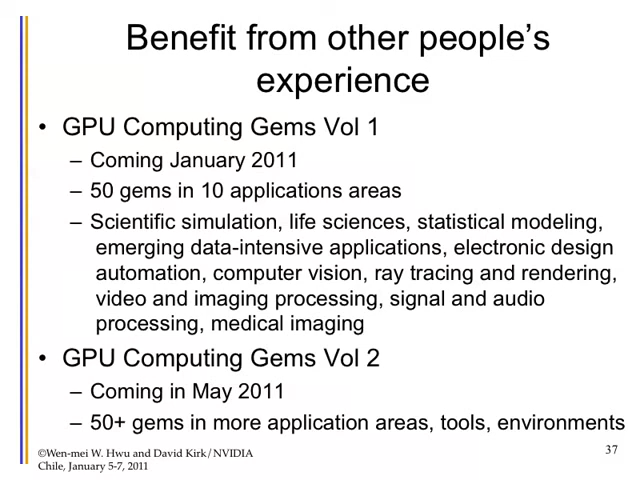 Benefit from other people's
experience
• GPU Computing Gems Vol 1
– Coming January 2011
– 50 gems in 10 applications areas
– Scientific simulation, life sciences, statistical modeling,
emerging data-intensive applications, electronic design
automation, computer vision, ray tracing and rendering,
video and imaging processing, signal and audio
processing, medical imaging
• GPU Computing Gems Vol 2
– Coming in May 2011
– 50+ gems in more application areas, tools, environments
©Wen-mei W. Hwu and David Kirk/NVIDIA
Chile, January 5-7, 2011
37